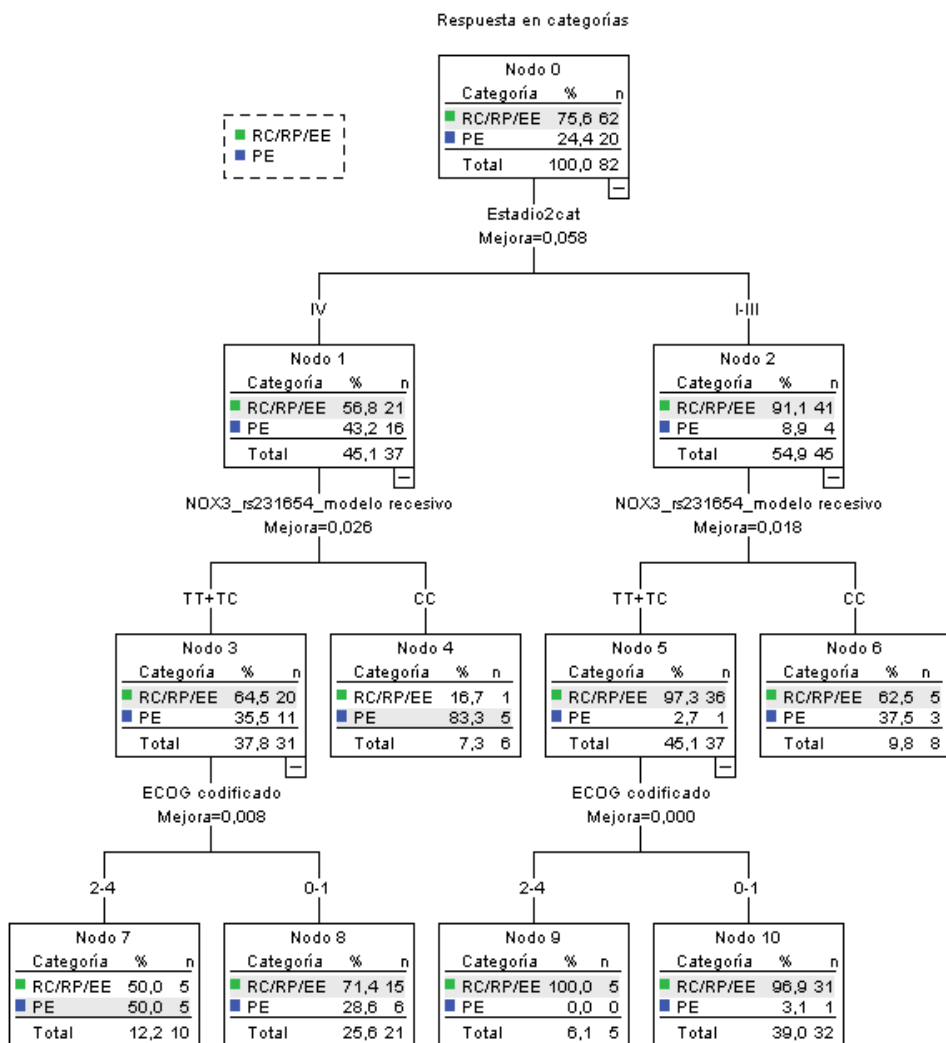 Respuesta en categorías
Nodo 0
Categoría % n
RC/RP/EE 75,6 62
PE 24,4 20
Total 100,0 82
RC/RP/EE
PE
Estadio2cat
Mejora=0,058
IV
I-III
Nodo 1
Categoría % n
RC/RP/EE 56,8 21
PE 43,2 16
Total 45,1 37
Nodo 2
Categoría % n
RC/RP/EE 91,1 41
PE 8,9 4
Total 54,9 45
NOX3_rs231654_modelo recesivo
Mejora=0,026
NOX3_rs231654_modelo recesivo
Mejora=0,018
TT+TC
CC
TT+TC
CC
Nodo 3
Categoría % n
RC/RP/EE 64,5 20
PE 35,5 11
Total 37,8 31
Nodo 4
Categoría % n
RC/RP/EE 16,7 1
PE 83,3 5
Total 7,3 6
Nodo 5
Categoría % n
RC/RP/EE 97,3 36
PE 2,7 1
Total 45,1 37
Nodo 6
Categoría % n
RC/RP/EE 62,5 5
PE 37,5 3
Total 9,8 8
ECOG codificado
Mejora=0,008
ECOG codificado
Mejora=0,000
2-4
0-1
2-4
0-1
Nodo 7
Categoría % n
RC/RP/EE 50,0 5
PE 50,0 5
Total 12,2 10
Nodo 8
Categoría % n
RC/RP/EE 71,4 15
PE 28,6 6
Total 25,6 21
Nodo 9
Categoría % n
RC/RP/EE 100,0 5
PE 0,0 0
Total 6,1 5
Nodo 10
Categoría % n
RC/RP/EE 96,9 31
PE 3,1 1
Total 39,0 32